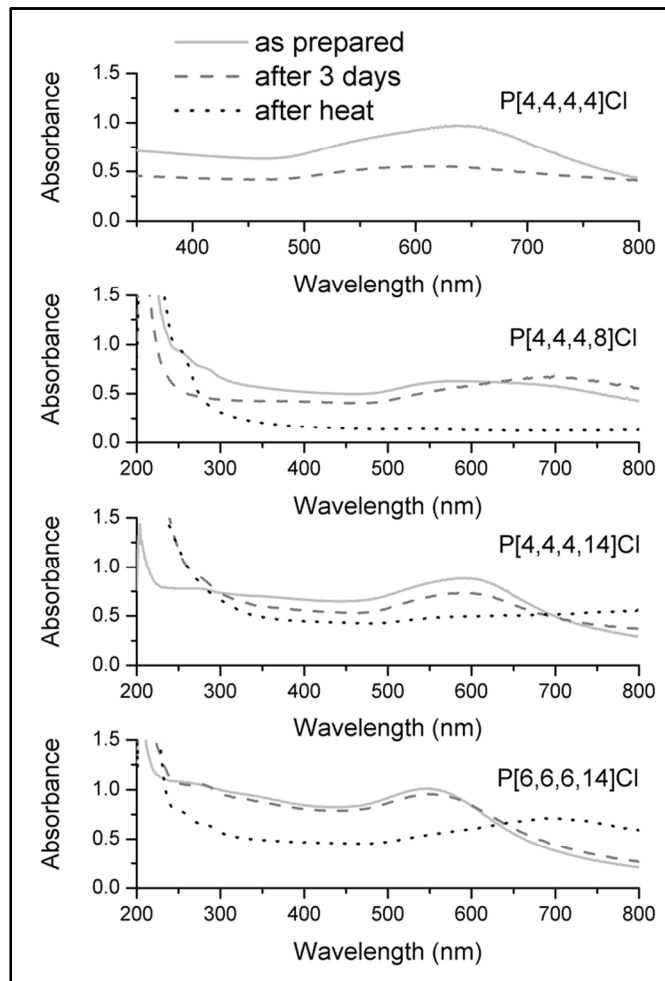 as prepared
after 3 days
after heat
P[4,4,4,4]Cl
Absorbance
1.5
1.0
0.5
0.0
400 500 600 700 800
Wavelength (nm)
P[4,4,4,8]Cl
Absorbance
1.5
1.0
0.5
0.0
200 300 400 500 600 700 800
Wavelength (nm)
P[4,4,4,14]Cl
Absorbance
1.5
1.0
0.5
0.0
200 300 400 500 600 700 800
Wavelength (nm)
P[6,6,6,14]Cl
Absorbance
1.5
1.0
0.5
0.0
200 300 400 500 600 700 800
Wavelength (nm)